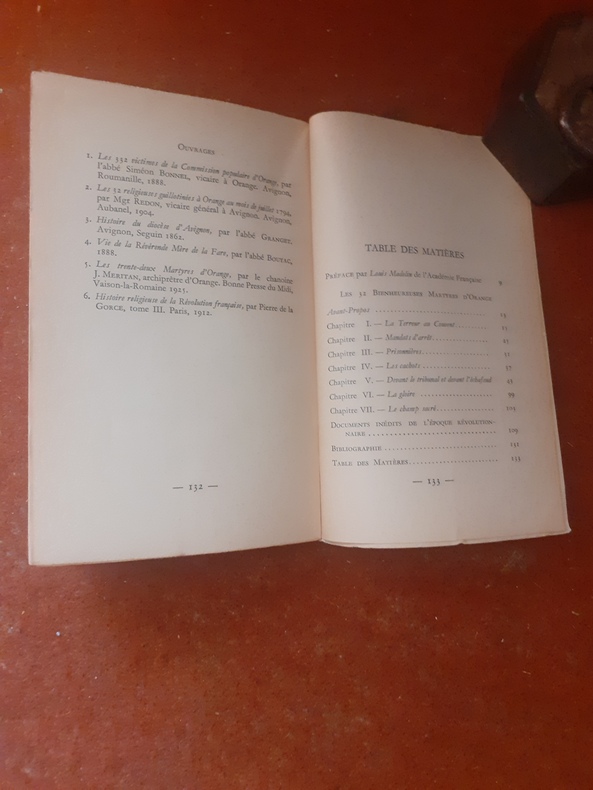 Ouvrages
1. Les 332 victimes de la Commission populaire d'Orange, par
l'abbé Siméon Bonnel, vicaire à Orange. Avignon,
Roumanille, 1888.
2. Les 32 religieuses guillotinées à Orange au mois de juillet 1794,
par Mgr Redon, vicaire général à Avignon. Avignon,
Aubanel, 1904.
3. Histoire du diocèse d'Avignon, par l'abbé Granget,
Avignon, Seguin 1862.
4. Vie de la Révérende Mère de la Fare, par l'abbé
1888.
5. Les trente-deux Martyres d'Orange, par le chanoine
J. Meritan, archiprêtre d'Orange. Bonne Presse du Midi,
Vaison-la-Romaine 1925.
6. Histoire religieuse de la Révolution française, par Pierre de la
Gorce, tome III. Paris, 1912.
— 132 —
TABLE DES MATIÈRES
Préface par Louis Madelin de l'Académie Française 9
Les 32 Bienheureuses Martyres d'Orange
Avant-Propos
Chapitre I. — La Terreur au Couvent
Chapitre II. — Mandats d'arrêt
Chapitre III. — Prisonnières
Chapitre IV. — Les cachots
Chapitre V. — Devant le tribunal et devant l'échafaud
Chapitre VI. — La gloire
Chapitre VII. — Le champ sacré
Documents inédits de l'époque révolution-
naire 109
Bibliographie 131
Table des Matières 133
— 133 —